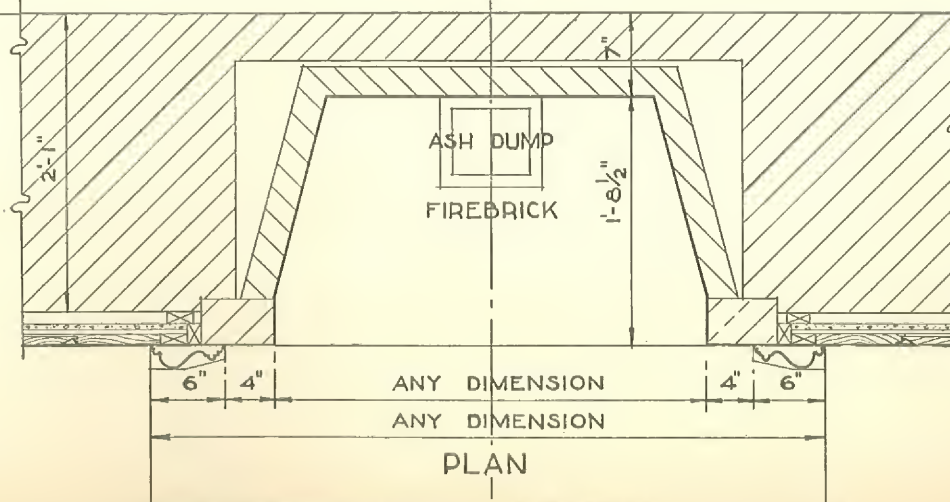 7"
2'-1"
ASH DUMP
1'-8½"
FIREBRICK
6" 4" ANY DIMENSION 4" 6"
ANY DIMENSION
PLAN